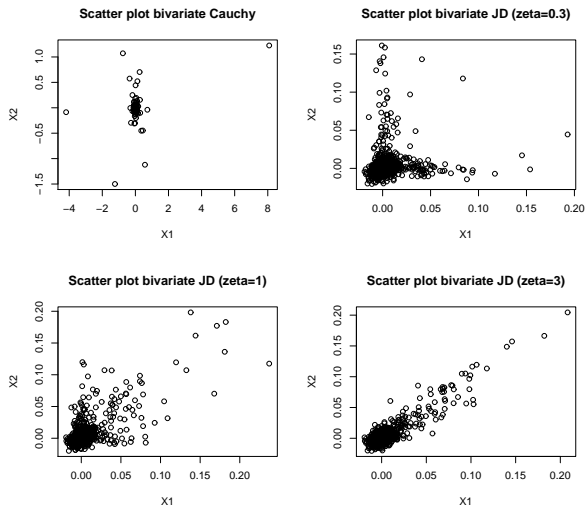 Scatter plot bivariate Cauchy
1.0
0.5
−0.5
−1.5
X2
−4 −2 0 2 4 6 8
X1
Scatter plot bivariate JD (zeta=0.3)
0.15
0.10
0.05
0.00
X2
0.00 0.05 0.10 0.15 0.20
X1
Scatter plot bivariate JD (zeta=1)
0.20
0.15
0.10
0.05
0.00
X2
0.00 0.05 0.10 0.15 0.20
X1
Scatter plot bivariate JD (zeta=3)
0.20
0.15
0.10
0.05
0.00
X2
0.00 0.05 0.10 0.15 0.20
X1